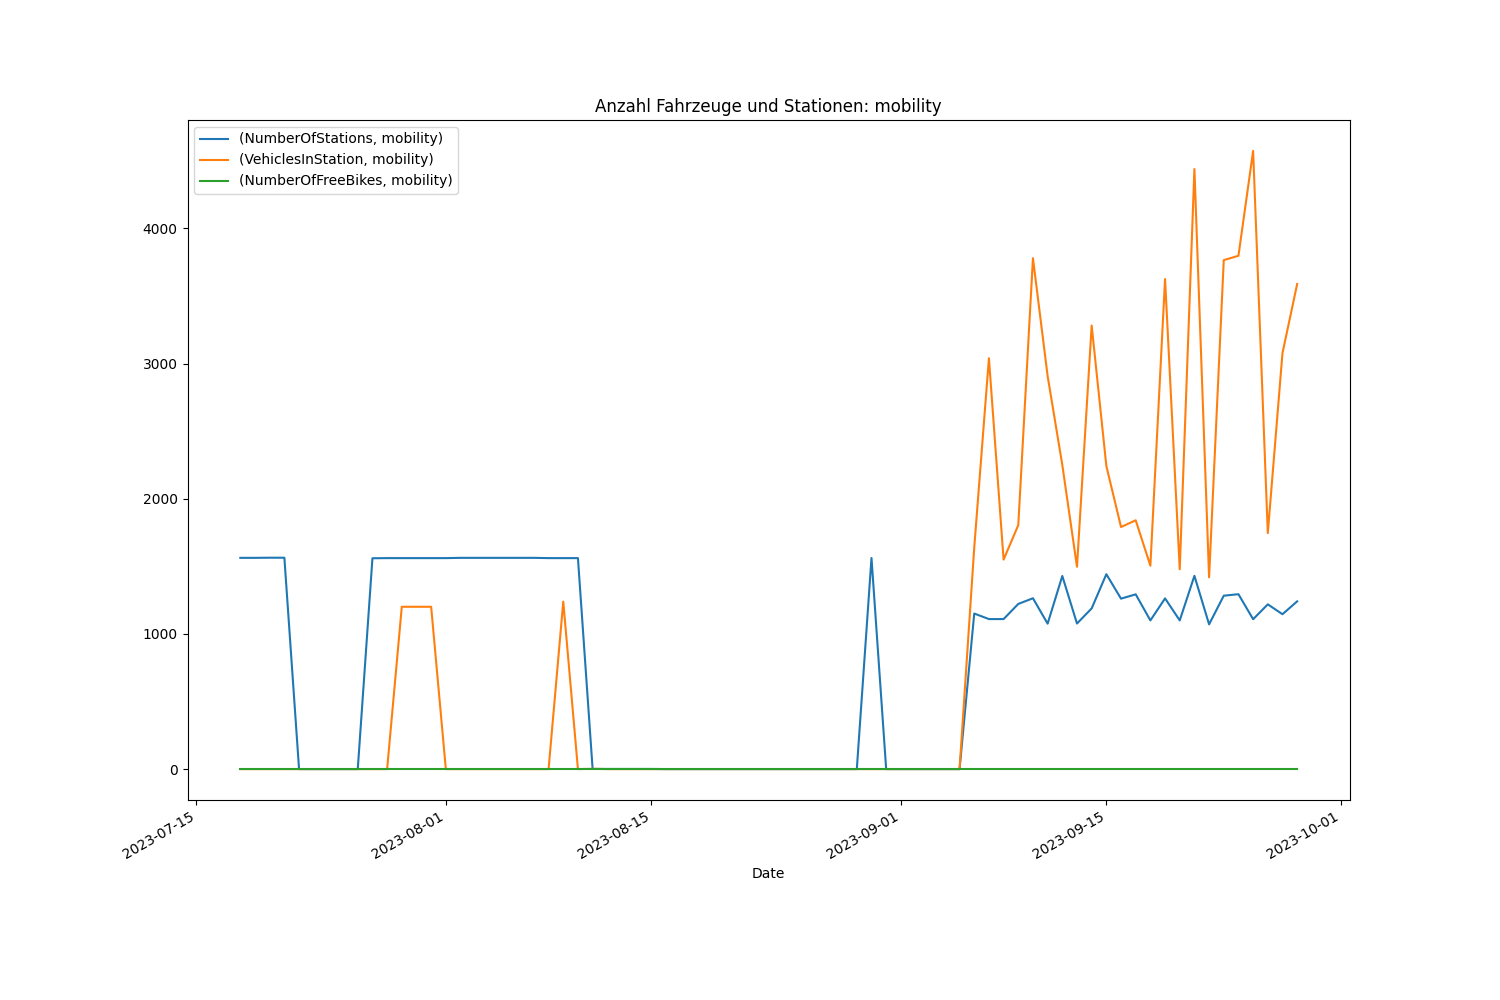 Anzahl Fahrzeuge und Stationen: mobility
(NumberOfStations, mobility)
(VehiclesInStation, mobility)
(NumberOfFreeBikes, mobility)
4000
3000
2000
1000
0
2023-07-15
2023-08-01
2023-08-15
2023-09-01
2023-09-15
2023-10-01
Date